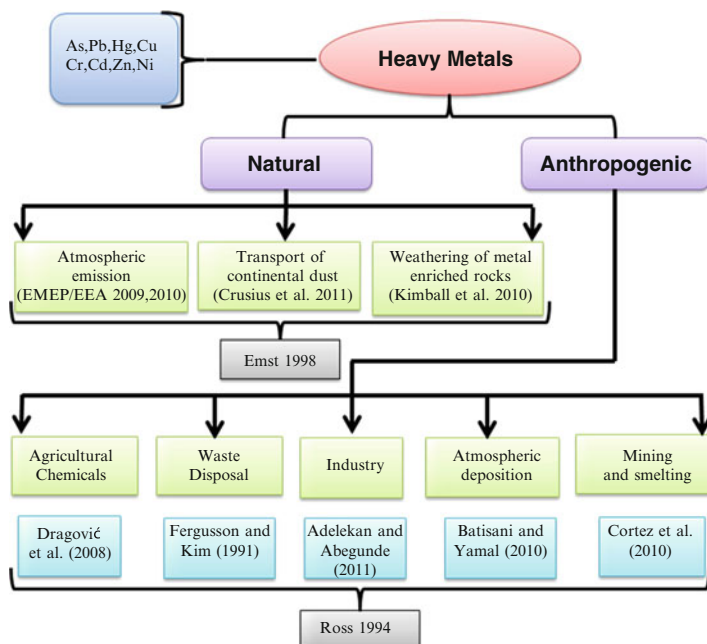 As,Pb,Hg,Cu
Cr,Cd,Zn,Ni
Heavy Metals
Natural
Anthropogenic
Atmospheric
emission
(EMEP/EEA 2009,2010)
Transport of
continental dust
(Crusius et al. 2011)
Weathering of metal
enriched rocks
(Kimball et al. 2010)
Emst 1998
Agricultural
Chemicals
Waste
Disposal
Industry
Atmospheric
deposition
Mining
and smelting
Dragović
et al. (2008)
Fergusson and
Kim (1991)
Adelekan and
Abegunde
(2011)
Batisani and
Yamal (2010)
Cortez et al.
(2010)
Ross 1994